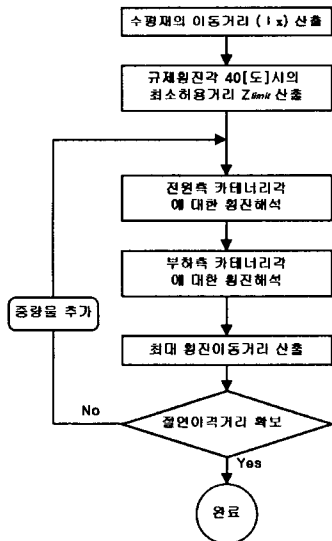 수평재의 이동거리 (ℓx) 산출
규제횡진각 40[도]시의
최소허용거리 Zlimit 산출
전원측 카테너리각
에 대한 횡진해석
부하측 카테너리각
에 대한 횡진해석
중량물 추가
최대 횡진이동거리 산출
No
절연이격거리 확보
Yes
완료